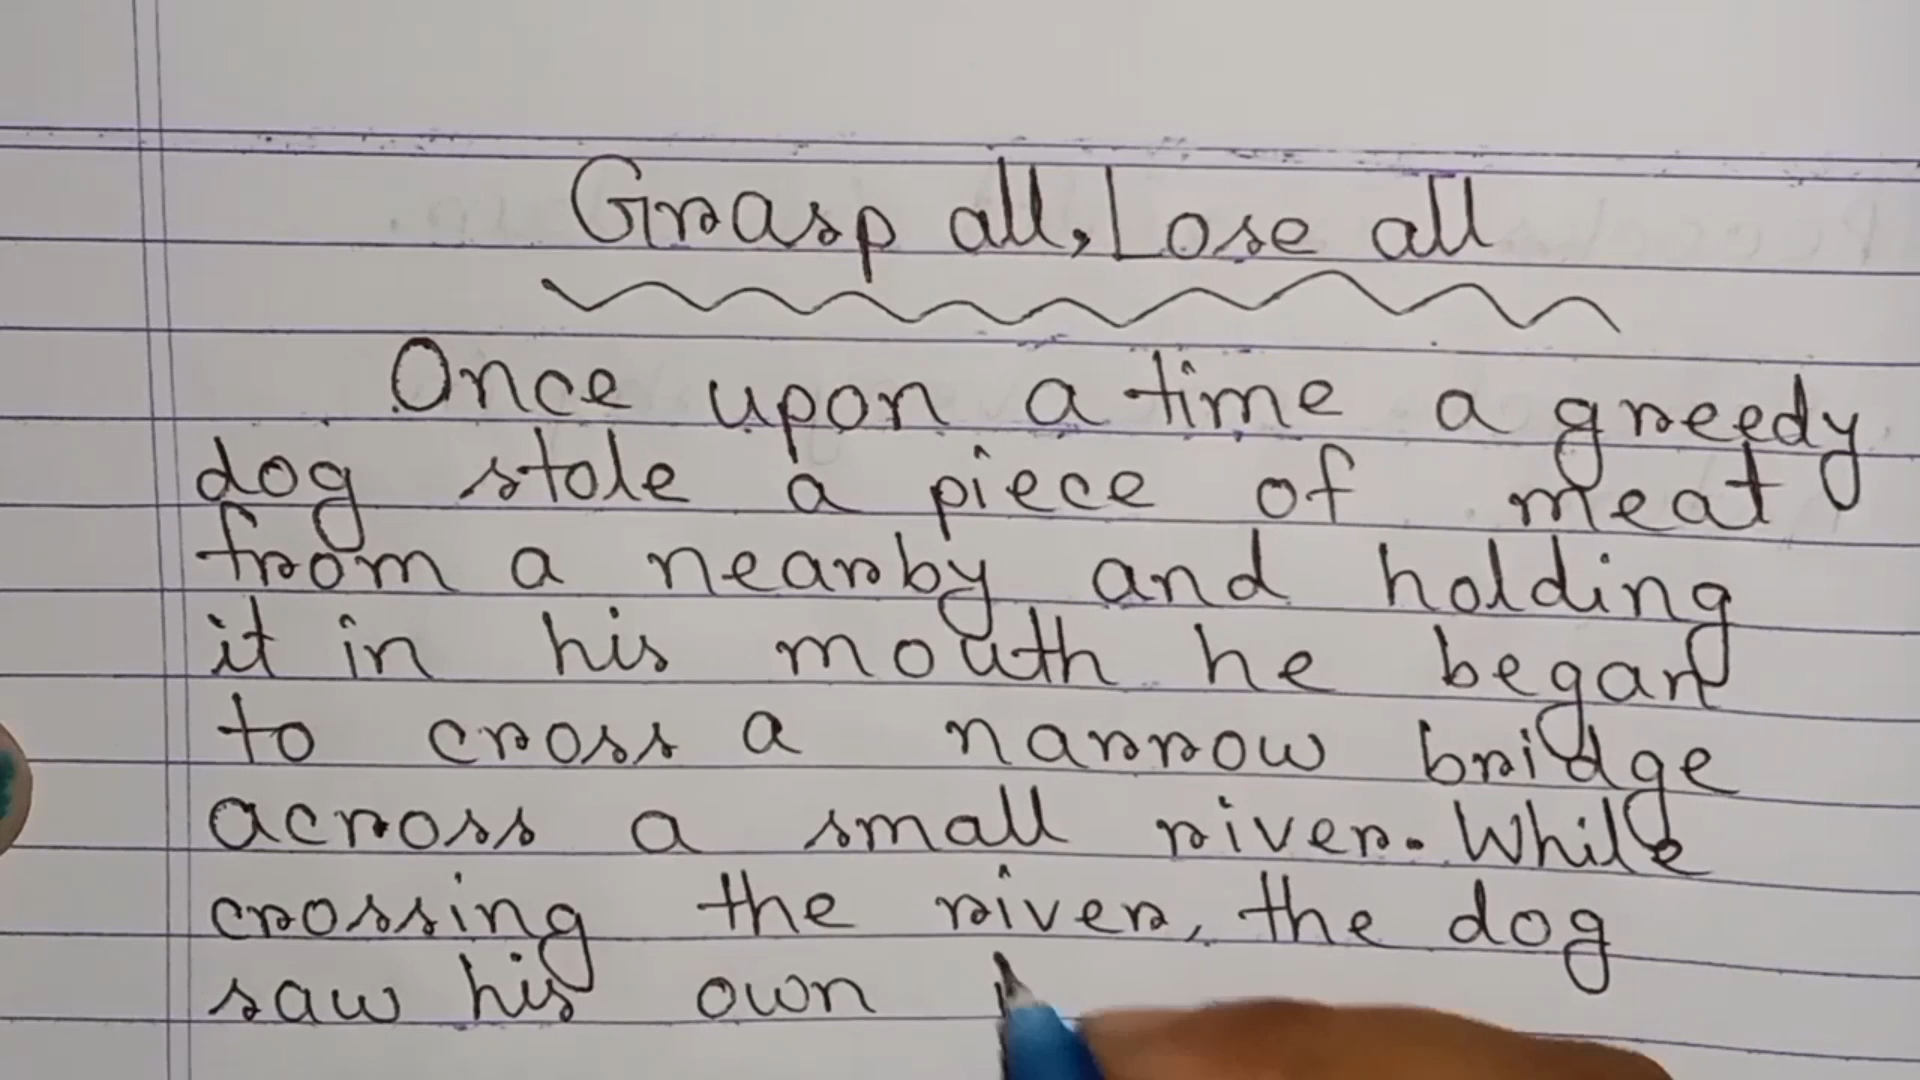 Grasp all, Lose all
Once upon a time a greedy
dog stole a piece of meat
from a nearby and holding
it in his mouth he began
to cross a narrow bridge
across a small river. While
crossing the river, the dog
saw his own